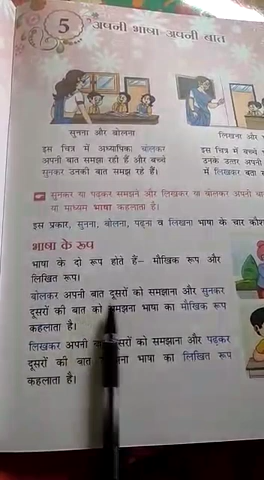 5 अपनी भाषा अपनी बात
सुनना और बोलना
लिखना और
इस चित्र में अध्यापिका बोलकर
अपनी बात समझा रही हैं और बच्चे
सुनकर उनकी बात समझ रहे हैं।
इस चित्र में बच्चे
उनके उत्तर अपनी
में लिखकर बता
सुनकर या पढ़कर समझने और लिखकर या बोलकर अपनी
या माध्यम भाषा कहलाता है।
इस प्रकार, सुनना, बोलना, पढ़ना व लिखना भाषा के चार
भाषा के रूप
भाषा के दो रूप होते हैं– मौखिक रूप और
लिखित रूप।
बोलकर अपनी बात दूसरों को समझाना और सुनकर
दूसरों की बात को समझना भाषा का मौखिक रूप
कहलाता है।
लिखकर अपनी को समझाना और पढ़कर
दूसरों की बात समझना भाषा का लिखित रूप
कहलाता है।